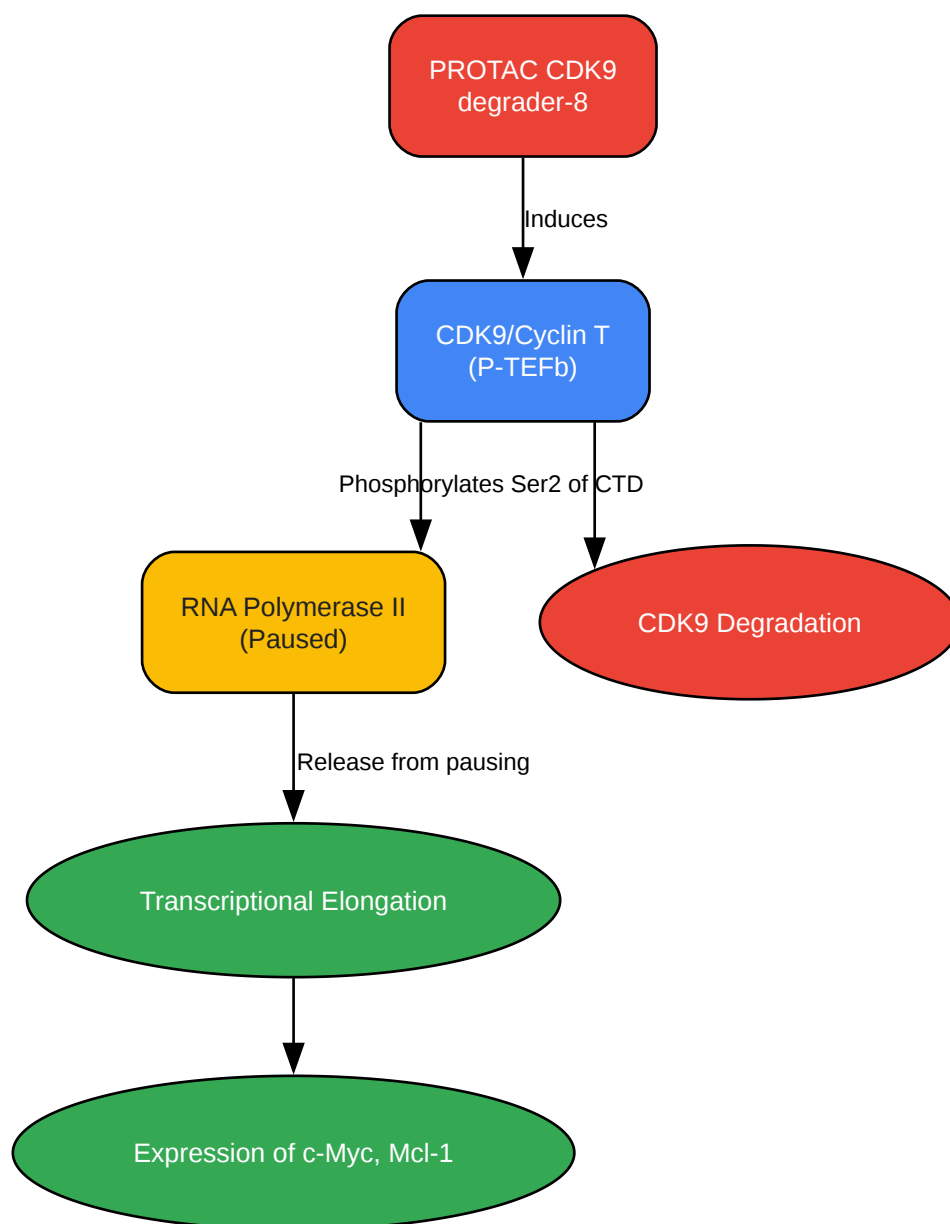 PROTAC CDK9
degrader-8
Induces
CDK9/Cyclin T
(P-TEFb)
Phosphorylates Ser2 of CTD
RNA Polymerase II
(Paused)
CDK9 Degradation
Release from pausing
Transcriptional Elongation
Expression of c-Myc, Mcl-1